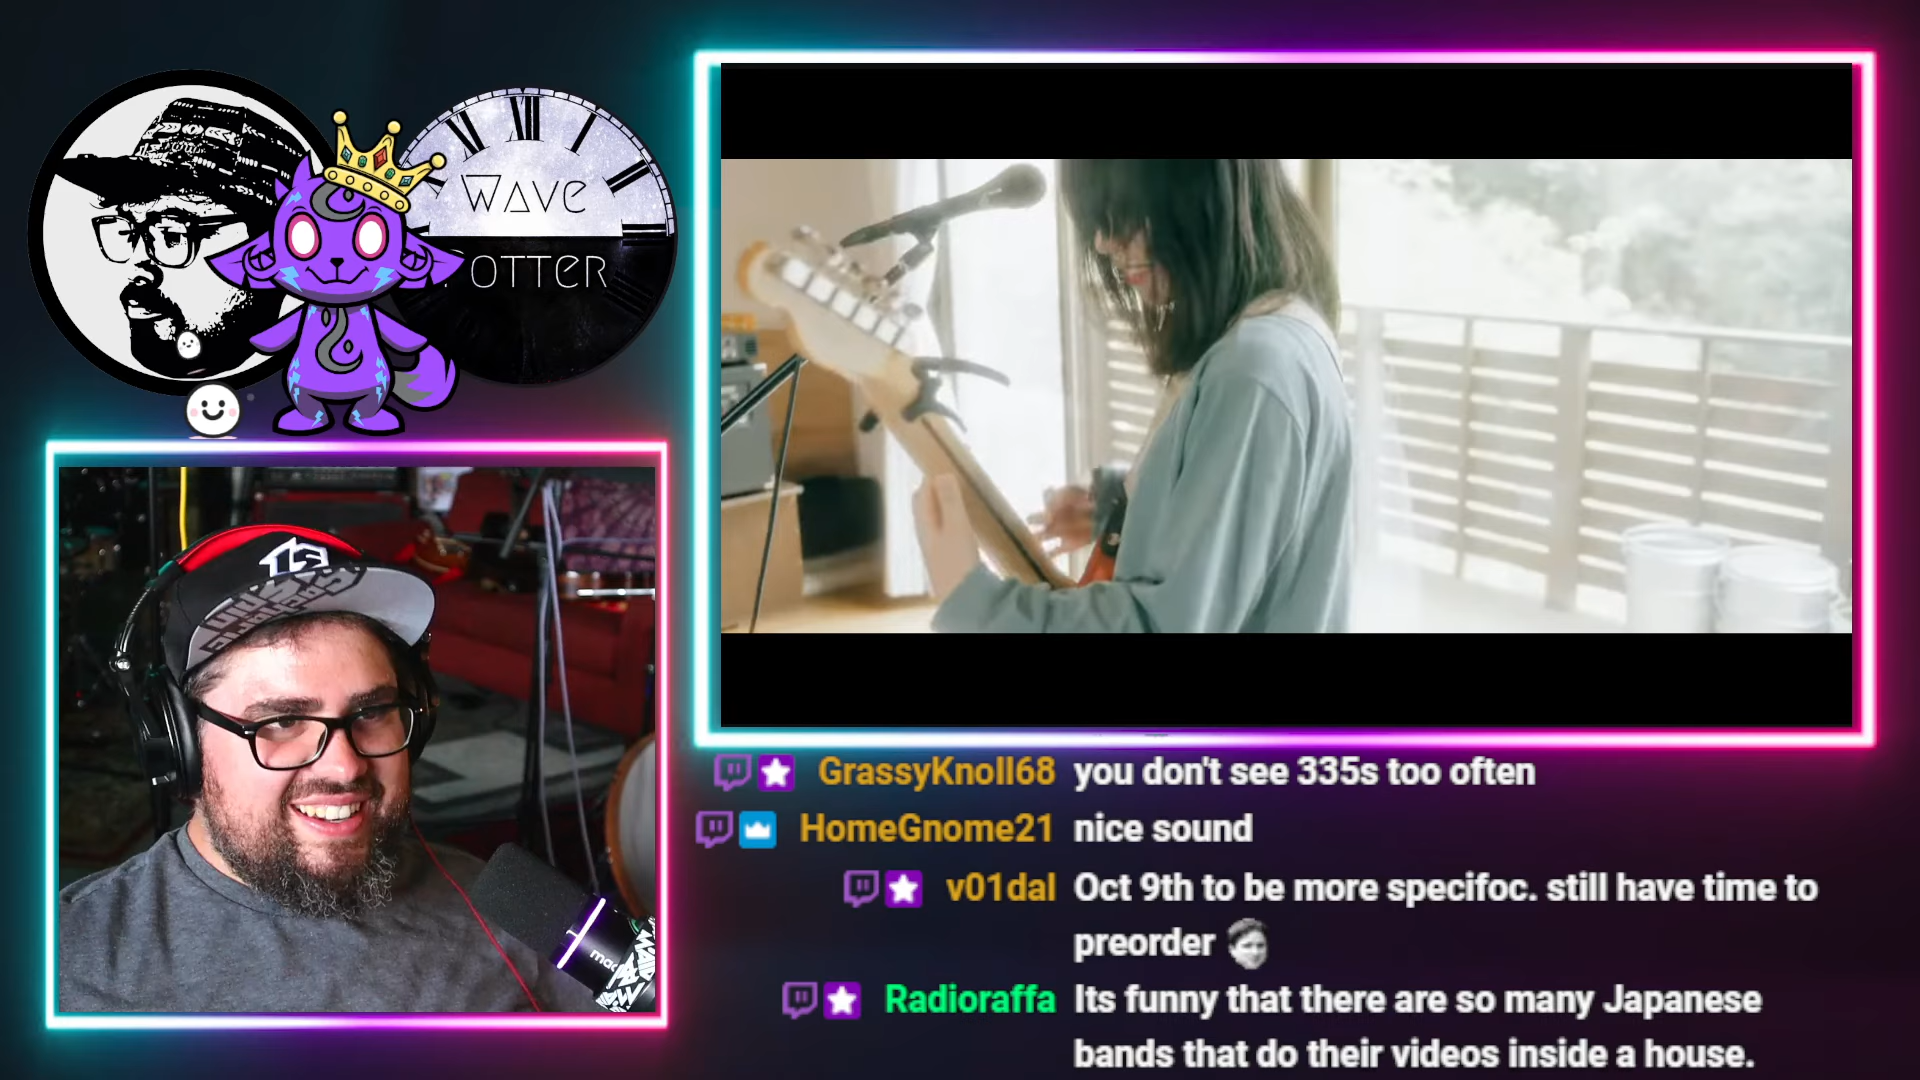 WAVE
OTTER
GrassyKnoll68 you don't see 335s too often
HomeGnome21 nice sound
v01dal Oct 9th to be more specifoc. still have time to
preorder
Radioraffa Its funny that there are so many Japanese
bands that do their videos inside a house.